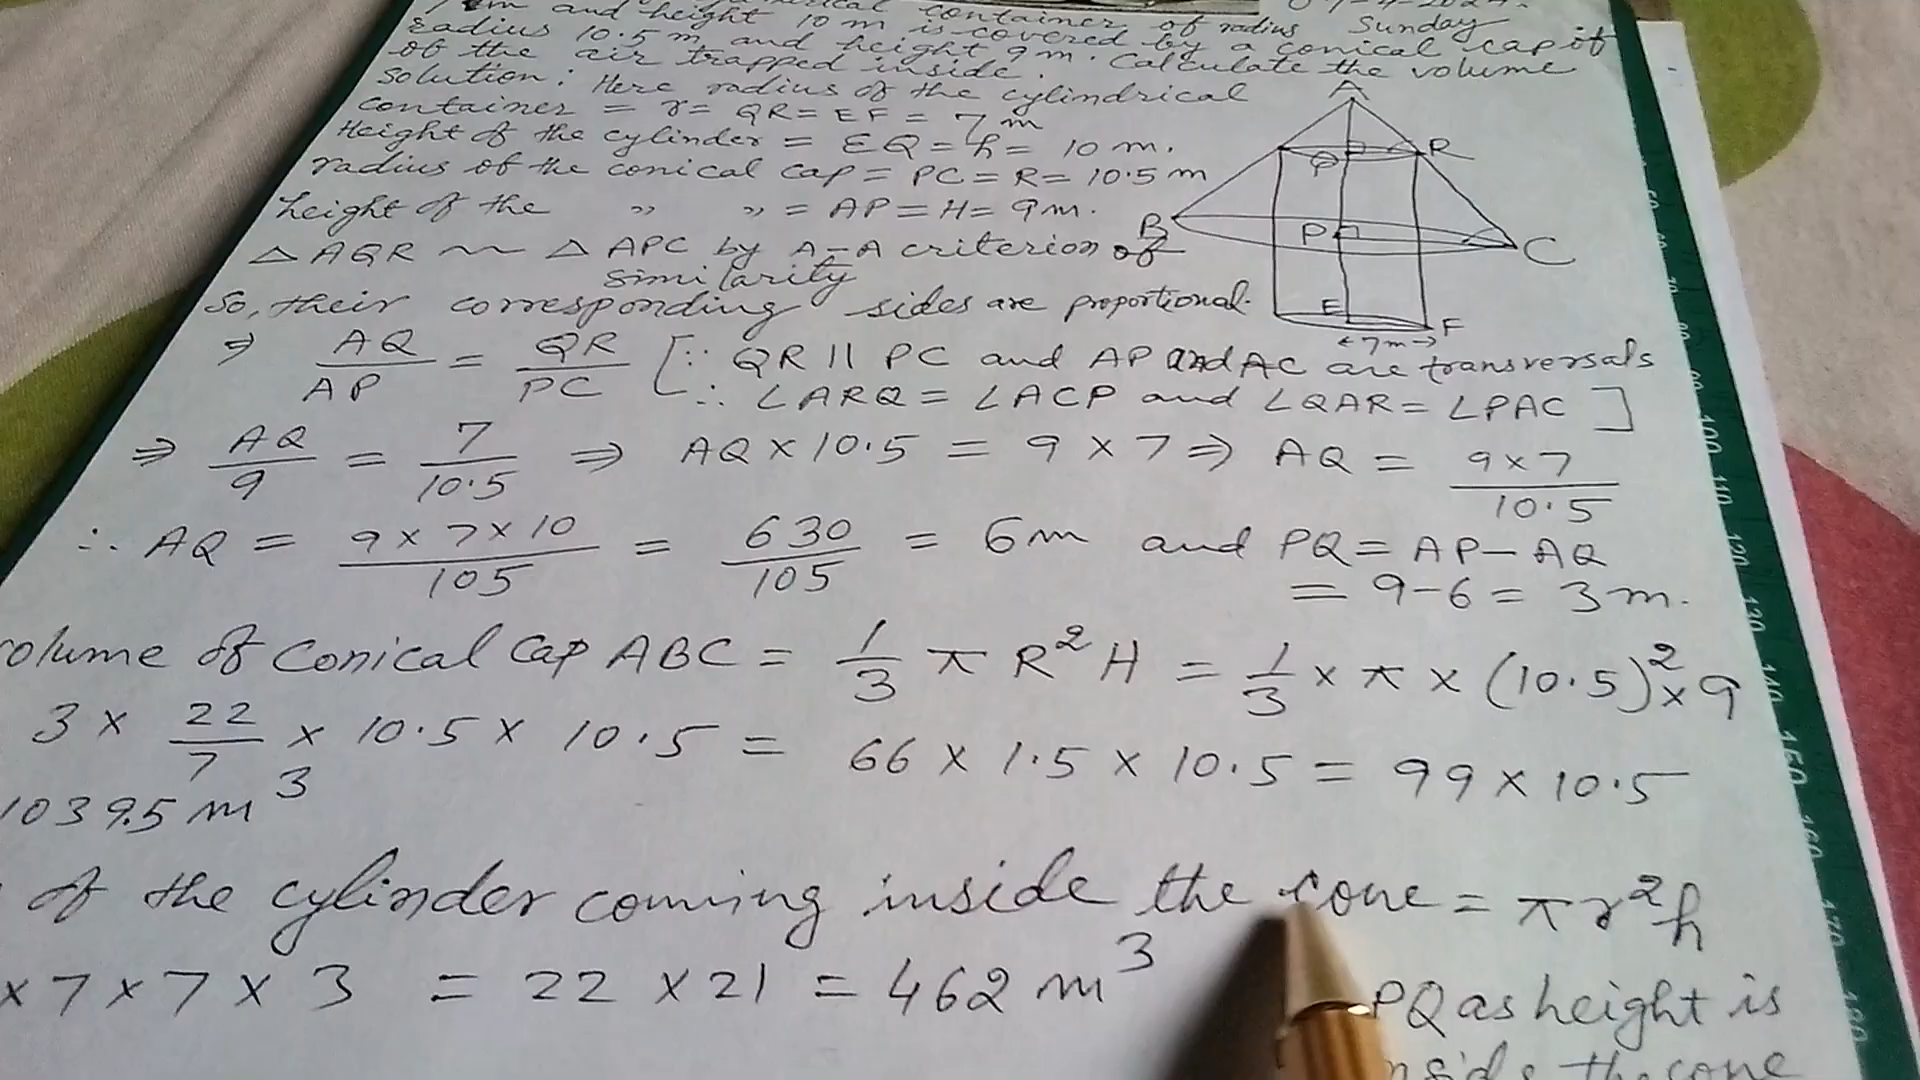 container of radius Sunday
7m and height 10 m is covered by a conical cap of
radius 10.5 m and height 9 m. Calculate the volume
of the air trapped inside.
Solution: Here radius of the cylindrical
container = r = QR = EF = 7 m
Height of the cylinder = EQ = h = 10 m.
radius of the conical cap = PC = R = 10.5 m
height of the " " = AP = H = 9 m.
△ AQR ~ △ APC by A-A criterion of
similarity
So, their corresponding sides are proportional.
⇒ AQ/AP = QR/PC [∵ QR || PC and AP and AC are transversals
∴ ∠ARQ = ∠ACP and ∠QAR = ∠PAC ]
⇒ AQ/9 = 7/10.5 ⇒ AQ × 10.5 = 9 × 7 ⇒ AQ = 9×7/10.5
∴ AQ = 9×7×10/105 = 630/105 = 6m and PQ = AP - AQ
= 9-6 = 3 m.
olume of Conical Cap ABC = 1/3 π R² H = 1/3 × π × (10.5)² × 9
3 × 22/7 × 10.5 × 10.5 = 66 × 1.5 × 10.5 = 99 × 10.5
1039.5 m³
of the cylinder coming inside the cone = π r² h
× 7 × 7 × 3 = 22 × 21 = 462 m³
PQ as height is
nside the cone
A
Q
R
B
P
C
E
F
7m